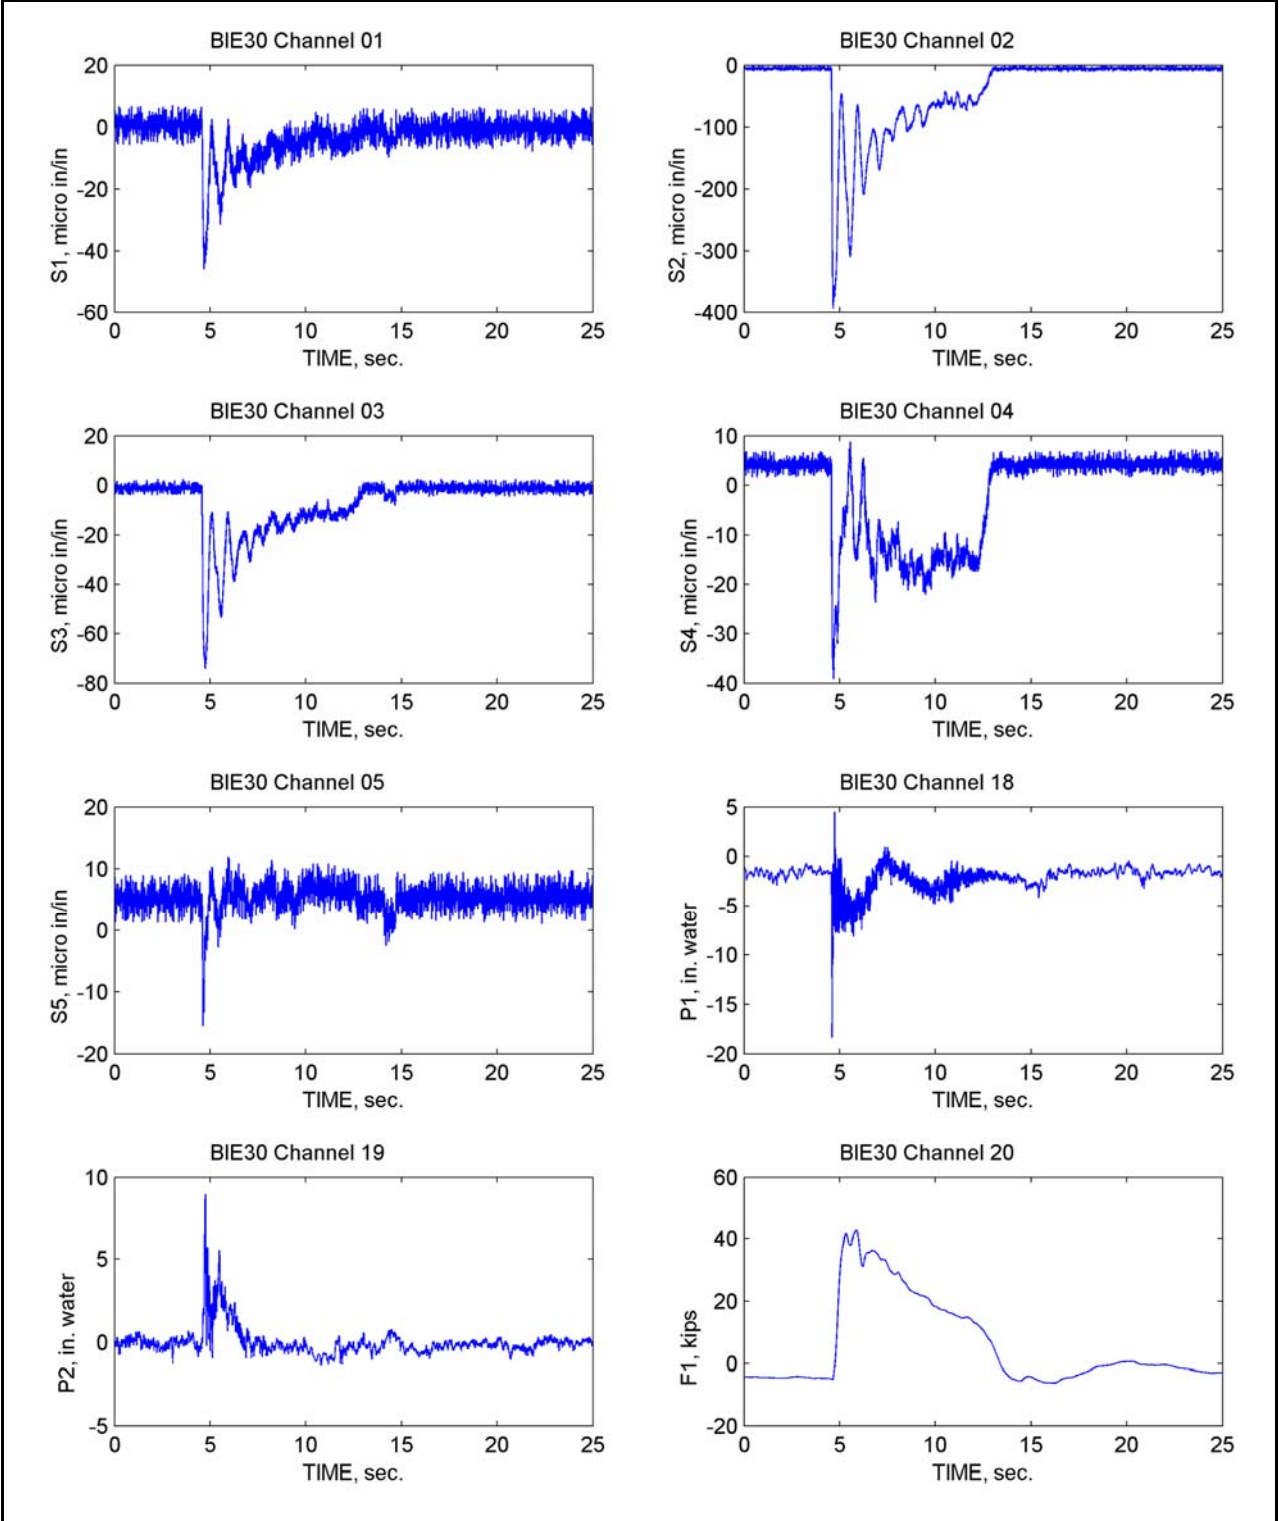 BIE30 Channel 01
20
0
-20
-40
-60
S1, micro in/in
0 5 10 15 20 25
TIME, sec.
BIE30 Channel 02
0
-100
-200
-300
-400
S2, micro in/in
0 5 10 15 20 25
TIME, sec.
BIE30 Channel 03
20
0
-20
-40
-60
-80
S3, micro in/in
0 5 10 15 20 25
TIME, sec.
BIE30 Channel 04
10
0
-10
-20
-30
-40
S4, micro in/in
0 5 10 15 20 25
TIME, sec.
BIE30 Channel 05
20
10
0
-10
-20
S5, micro in/in
0 5 10 15 20 25
TIME, sec.
BIE30 Channel 18
5
0
-5
-10
-15
-20
P1, in. water
0 5 10 15 20 25
TIME, sec.
BIE30 Channel 19
10
5
0
-5
P2, in. water
0 5 10 15 20 25
TIME, sec.
BIE30 Channel 20
60
40
20
0
-20
F1, kips
0 5 10 15 20 25
TIME, sec.